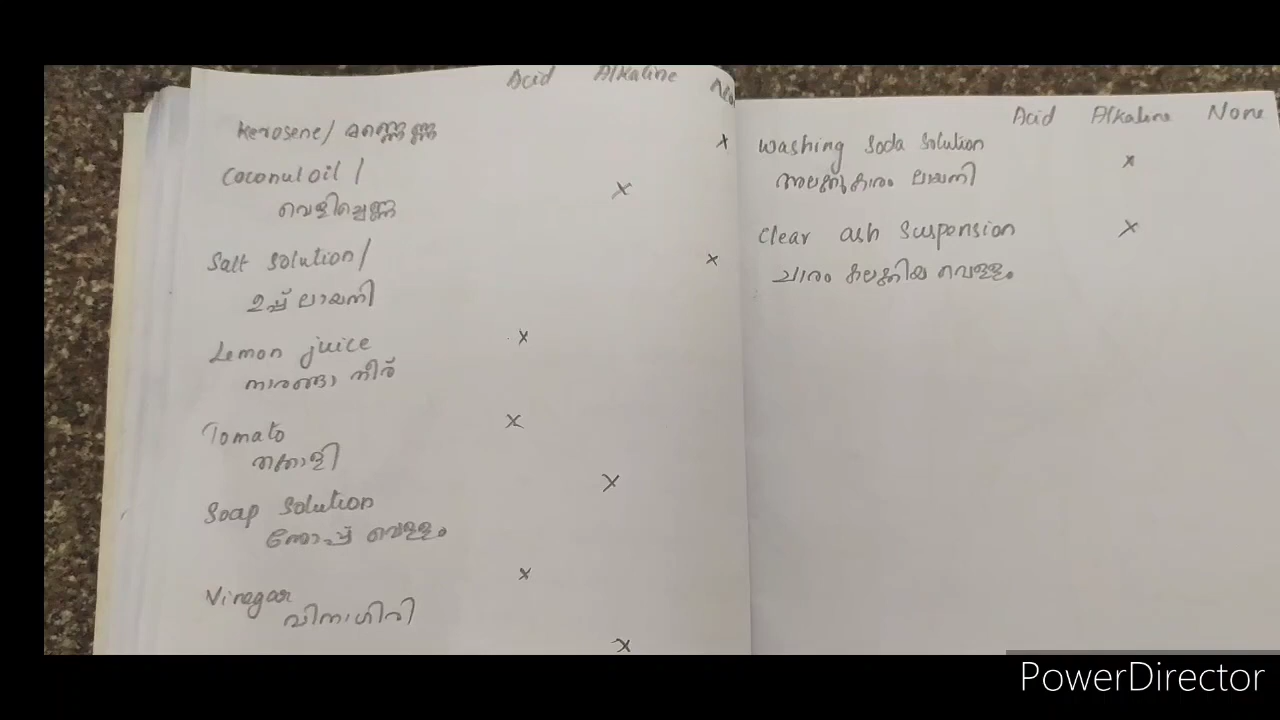 Acid Alkaline
Kerosene/ മണ്ണെണ്ണ x
Coconut oil / x
വെളിച്ചെണ്ണ
Salt solution/ x
ഉപ്പ് ലായനി
Lemon juice x
നാരങ്ങാ നീര്
Tomato x
തക്കാളി
Soap solution x
സോപ്പ് വെള്ളം
Vinegar x
വിനാഗിരി
x
Acid Alkaline None
Washing Soda Solution x
അലക്കുകാരം ലായനി
Clear ash suspension x
ചാരം കലക്കിയ വെള്ളം
PowerDirector